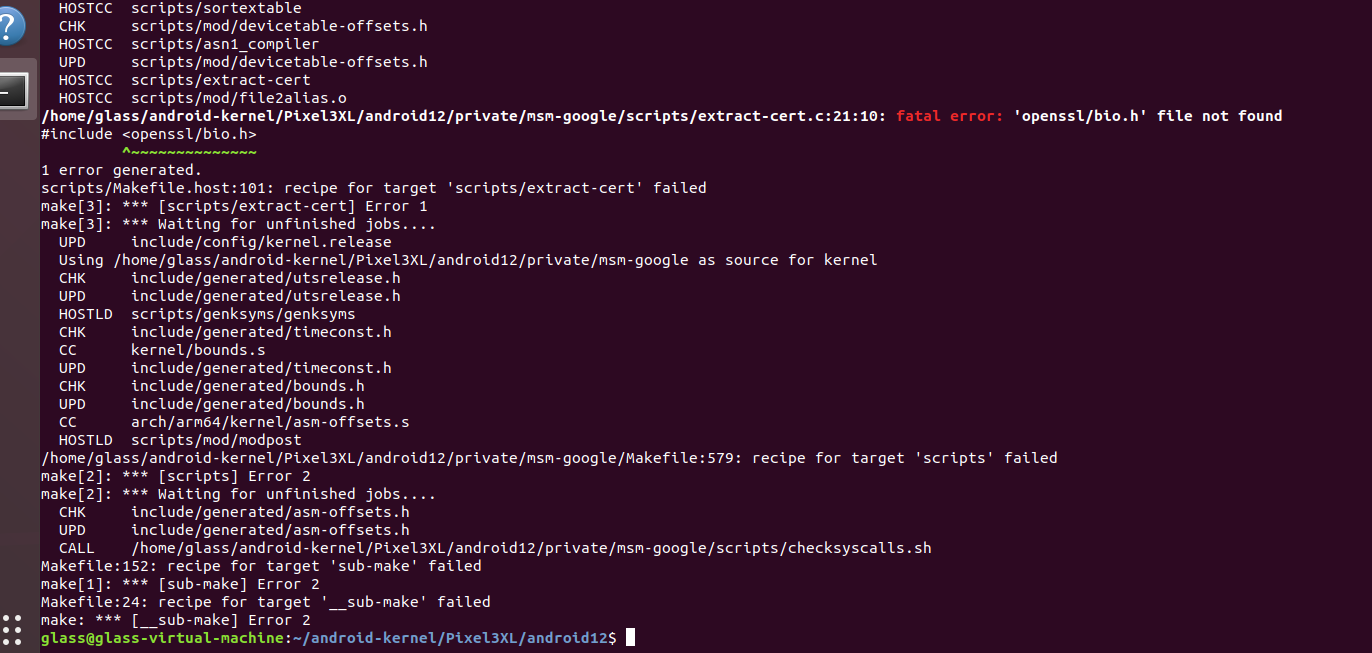 HOSTCC  scripts/sortextable
CHK     scripts/mod/devicetable-offsets.h
HOSTCC  scripts/asn1_compiler
UPD     scripts/mod/devicetable-offsets.h
HOSTCC  scripts/extract-cert
HOSTCC  scripts/mod/file2alias.o
/home/glass/android-kernel/Pixel3XL/android12/private/msm-google/scripts/extract-cert.c:21:10: fatal error: 'openssl/bio.h' file not found
#include <openssl/bio.h>
         ^~~~~~~~~~~~~~~
1 error generated.
scripts/Makefile.host:101: recipe for target 'scripts/extract-cert' failed
make[3]: *** [scripts/extract-cert] Error 1
make[3]: *** Waiting for unfinished jobs....
  UPD     include/config/kernel.release
  Using /home/glass/android-kernel/Pixel3XL/android12/private/msm-google as source for kernel
  CHK     include/generated/utsrelease.h
  UPD     include/generated/utsrelease.h
  HOSTLD  scripts/genksyms/genksyms
  CHK     include/generated/timeconst.h
  CC      kernel/bounds.s
  UPD     include/generated/timeconst.h
  CHK     include/generated/bounds.h
  UPD     include/generated/bounds.h
  CC      arch/arm64/kernel/asm-offsets.s
  HOSTLD  scripts/mod/modpost
/home/glass/android-kernel/Pixel3XL/android12/private/msm-google/Makefile:579: recipe for target 'scripts' failed
make[2]: *** [scripts] Error 2
make[2]: *** Waiting for unfinished jobs....
  CHK     include/generated/asm-offsets.h
  UPD     include/generated/asm-offsets.h
  CALL    /home/glass/android-kernel/Pixel3XL/android12/private/msm-google/scripts/checksyscalls.sh
Makefile:152: recipe for target 'sub-make' failed
make[1]: *** [sub-make] Error 2
Makefile:24: recipe for target '__sub-make' failed
make: *** [__sub-make] Error 2
glass@glass-virtual-machine:~/android-kernel/Pixel3XL/android12$